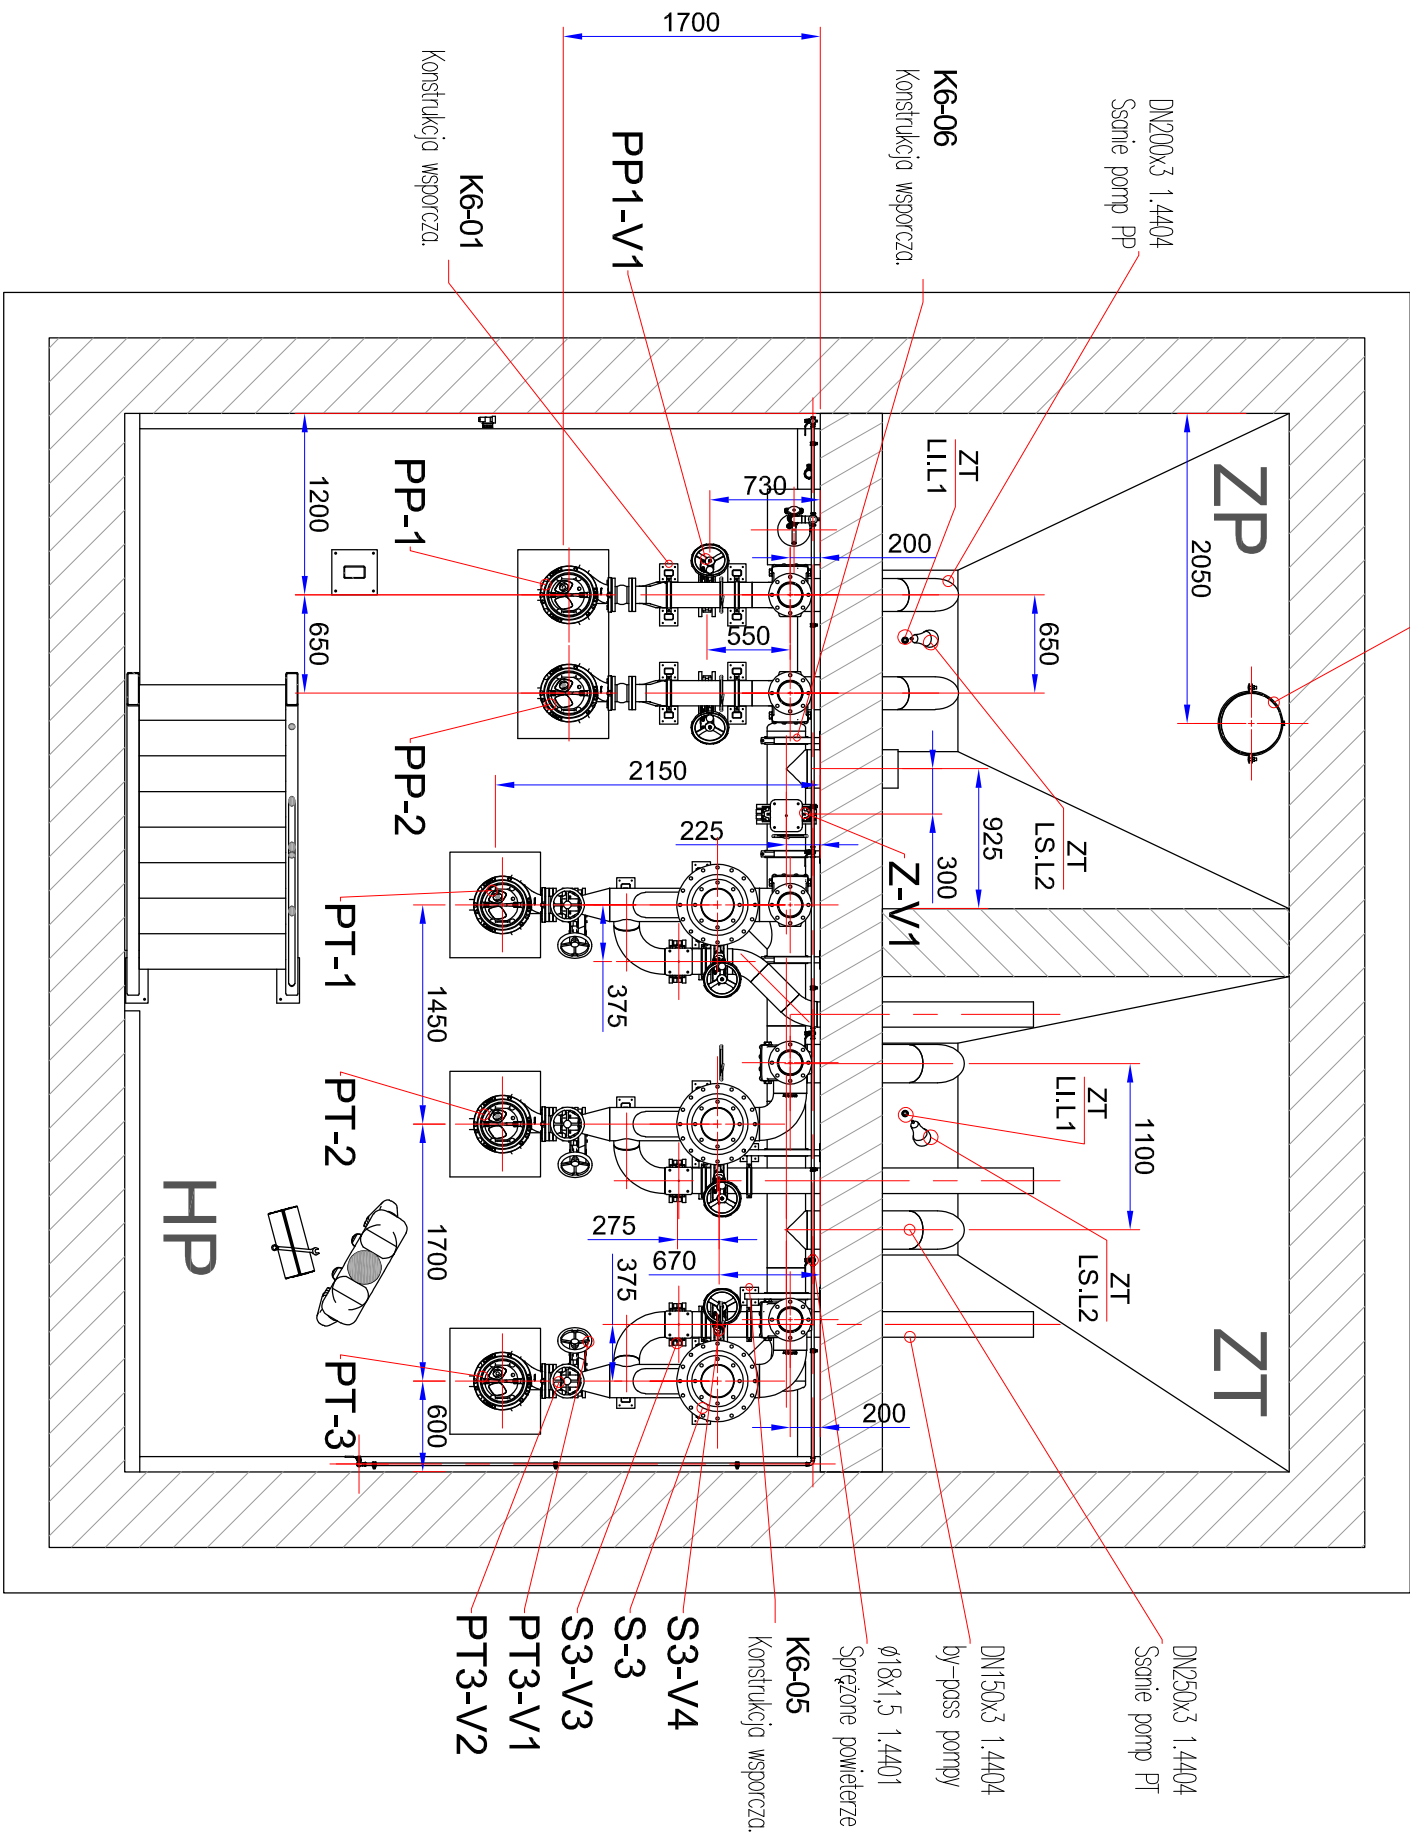 DN200x3 1.4404
Ssanie pomp PP
K6-06
Konstrukcja wsporcza.
1700
PP1-V1
K6-01
Konstrukcja wsporcza.
ZP
2050
ZT
LI.L1
650
ZT
LS.L2
925
300
Z-V1
200
730
550
2150
225
PP-1
PP-2
1200
650
PT-1
375
1450
PT-2
1700
PT-3
600
HP
275
670
375
200
ZT
LI.L1
1100
ZT
LS.L2
ZT
DN250x3 1.4404
Ssanie pomp PT
DN150x3 1.4404
by-pass pompy
ø18x1,5 1.4401
Sprężone powieterze
K6-05
Konstrukcja wsporcza.
S3-V4
S-3
S3-V3
PT3-V1
PT3-V2